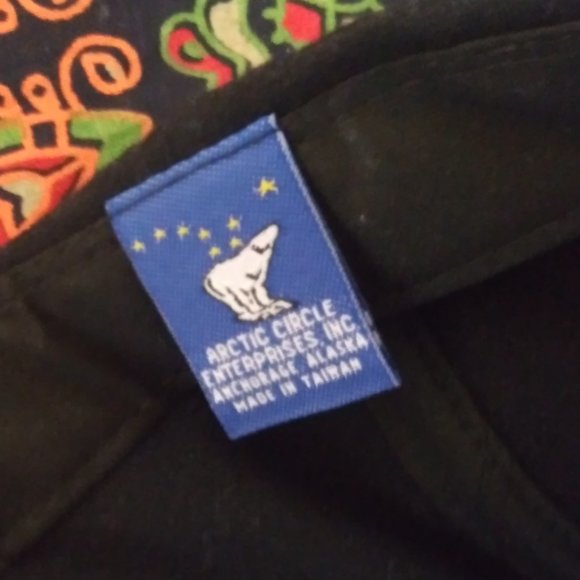 ARCTIC CIRCLE
ENTERPRISES, INC.
ANCHORAGE, ALASKA
MADE IN TAIWAN